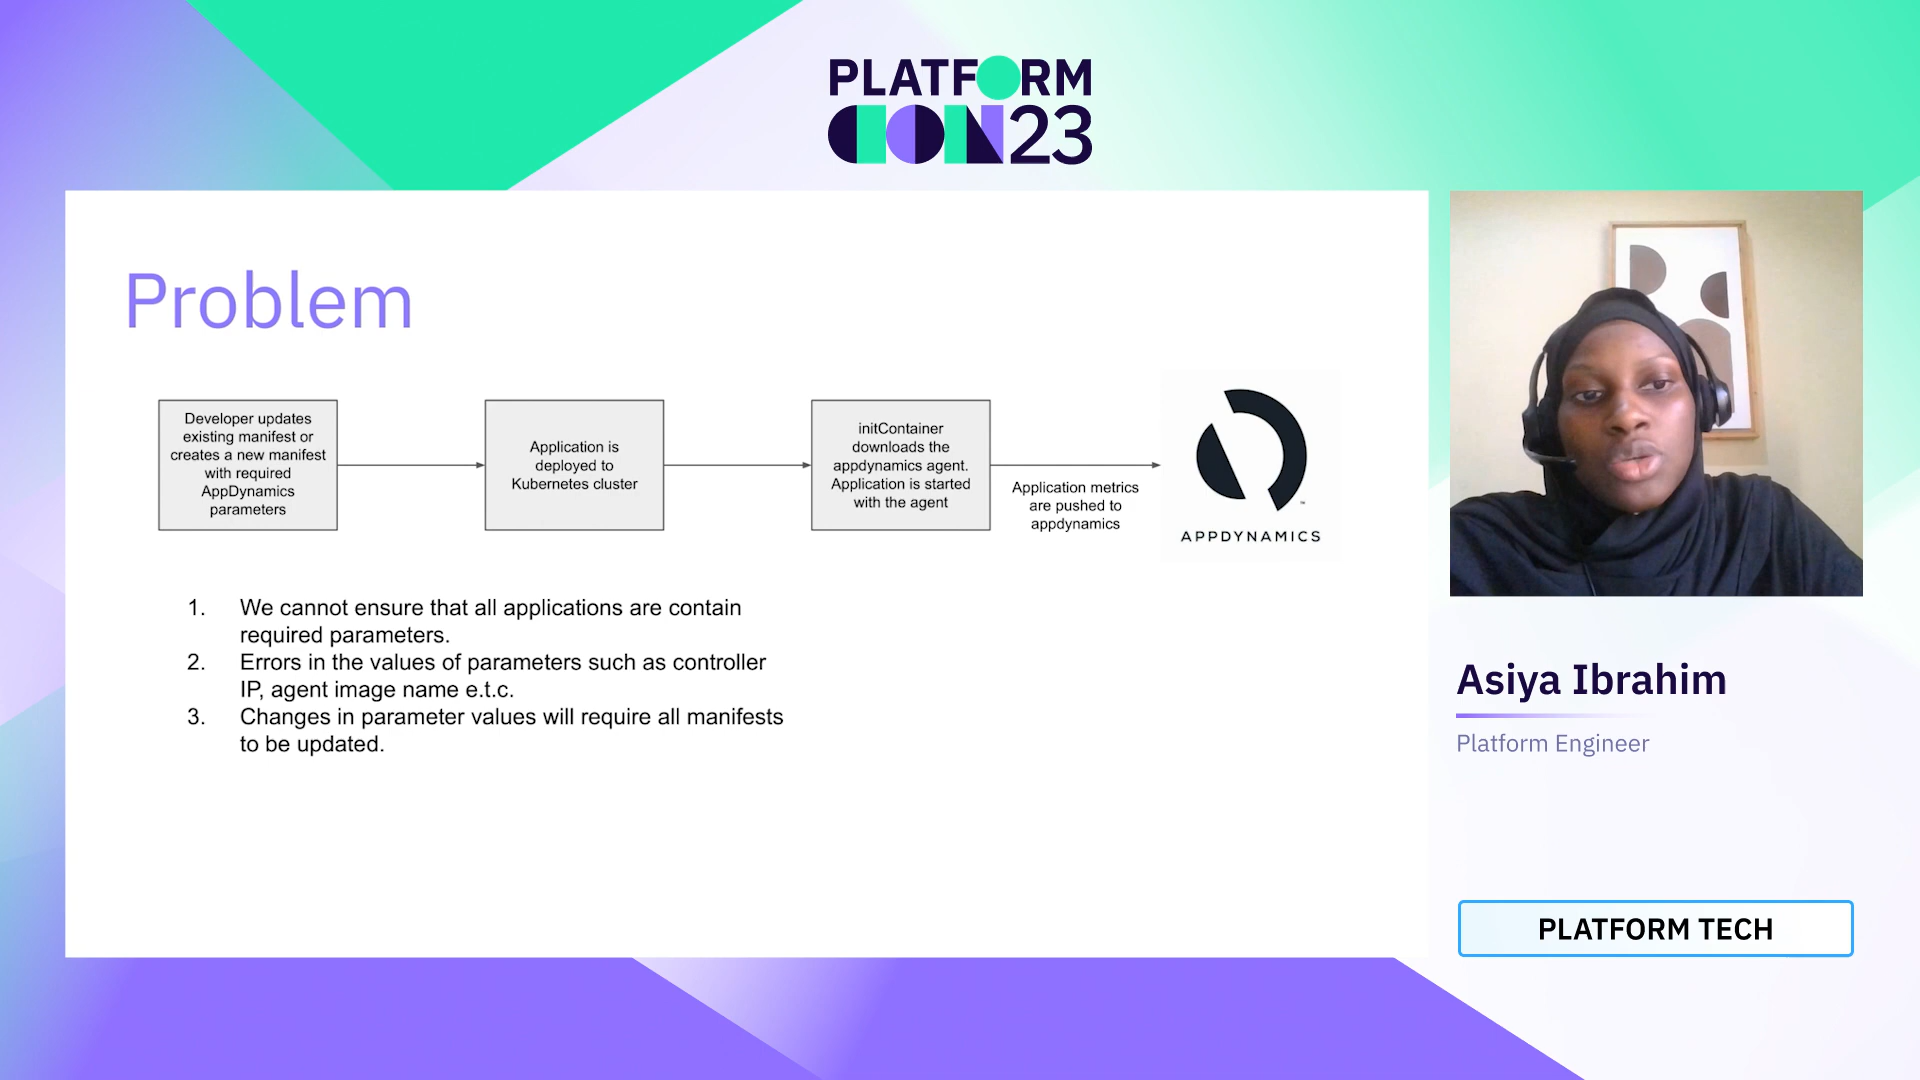 PLATFORM
CON23
Problem
Developer updates
existing manifest or
creates a new manifest
with required
AppDynamics
parameters
Application is
deployed to
Kubernetes cluster
initContainer
downloads the
appdynamics agent.
Application is started
with the agent
Application metrics
are pushed to
appdynamics
APPDYNAMICS
1. We cannot ensure that all applications are contain
required parameters.
2. Errors in the values of parameters such as controller
IP, agent image name e.t.c.
3. Changes in parameter values will require all manifests
to be updated.
Asiya Ibrahim
Platform Engineer
PLATFORM TECH